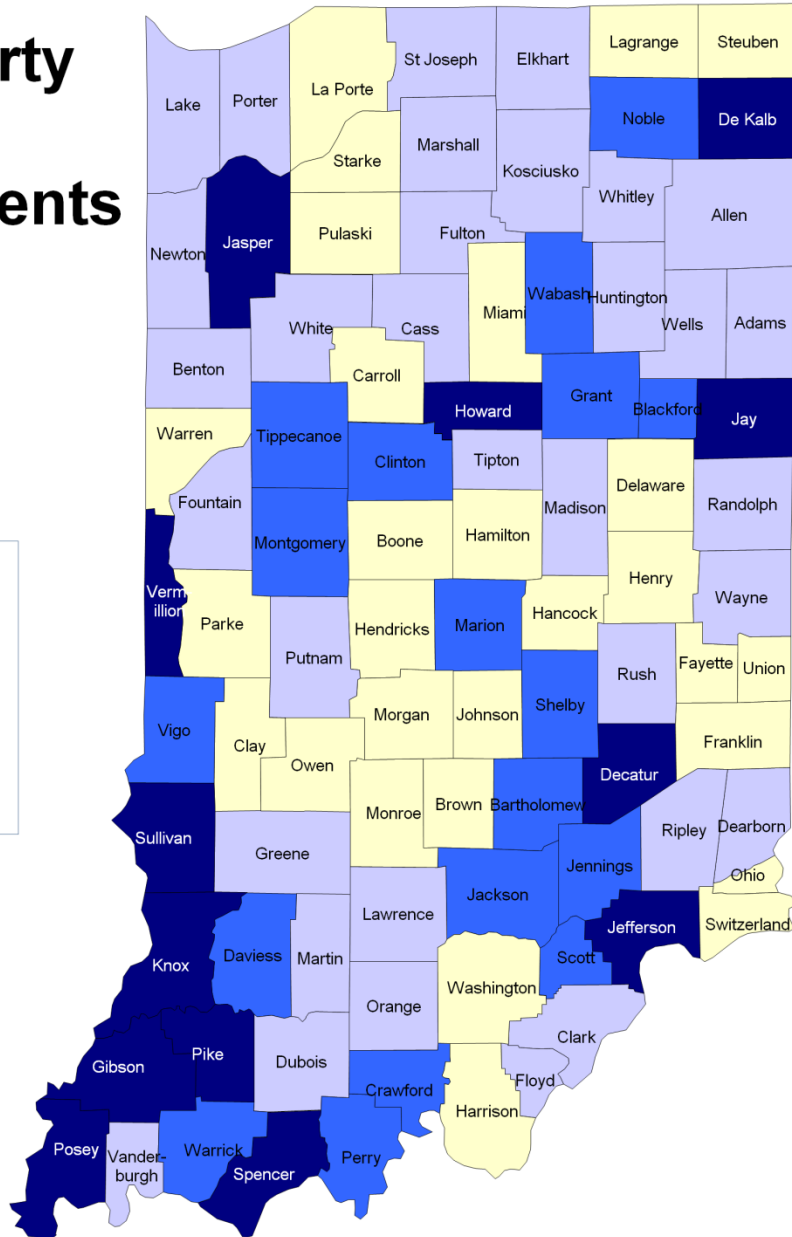 rty
ents
Lagrange
Steuben
St Joseph
Elkhart
La Porte
Lake
Porter
Noble
De Kalb
Marshall
Starke
Kosciusko
Whitley
Allen
Newton
Jasper
Pulaski
Fulton
Wabash
Huntington
Miami
White
Cass
Wells
Adams
Benton
Carroll
Grant
Blackford
Howard
Jay
Warren
Tippecanoe
Clinton
Tipton
Delaware
Fountain
Madison
Randolph
Montgomery
Boone
Hamilton
Henry
Verm
illion
Parke
Hendricks
Marion
Hancock
Wayne
Putnam
Rush
Fayette
Union
Vigo
Clay
Morgan
Johnson
Shelby
Owen
Franklin
Decatur
Monroe
Brown
Bartholomew
Sullivan
Greene
Ripley
Dearborn
Jennings
Ohio
Jackson
Lawrence
Jefferson
Switzerland
Knox
Daviess
Martin
Scott
Washington
Orange
Clark
Gibson
Pike
Dubois
Floyd
Crawford
Harrison
Posey
Vander-
burgh
Warrick
Spencer
Perry